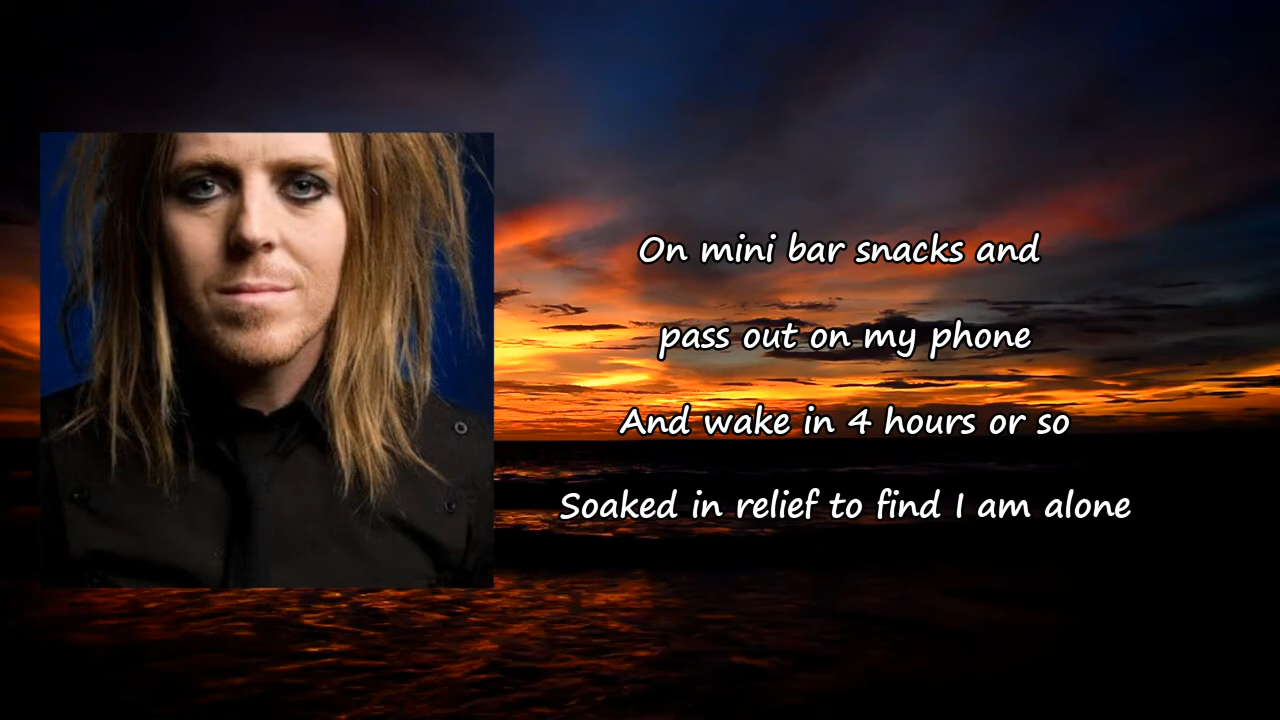 On mini bar snacks and
pass out on my phone
And wake in 4 hours or so
Soaked in relief to find I am alone